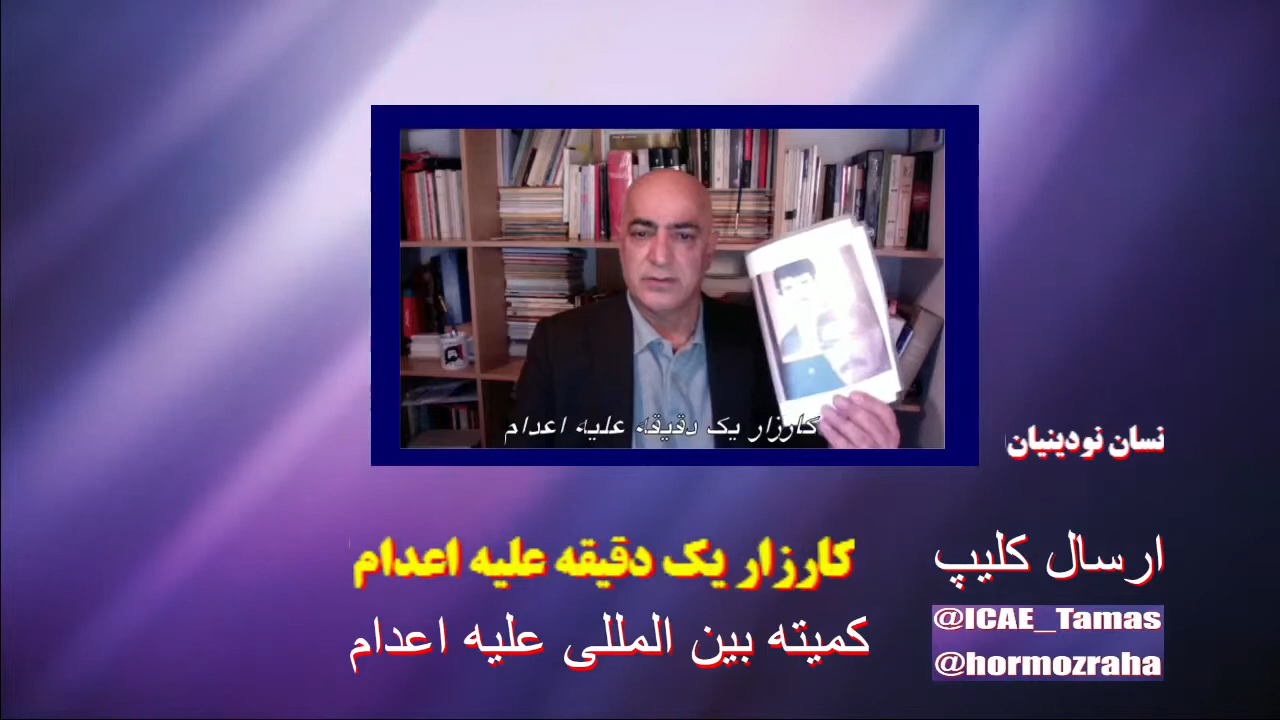 کارزار یک دقیقه علیه اعدام
نسان نودینیان
کارزار یک دقیقه علیه اعدام
کمیته بین المللی علیه اعدام
ارسال کلیپ
@ICAE_Tamas
@hormozraha